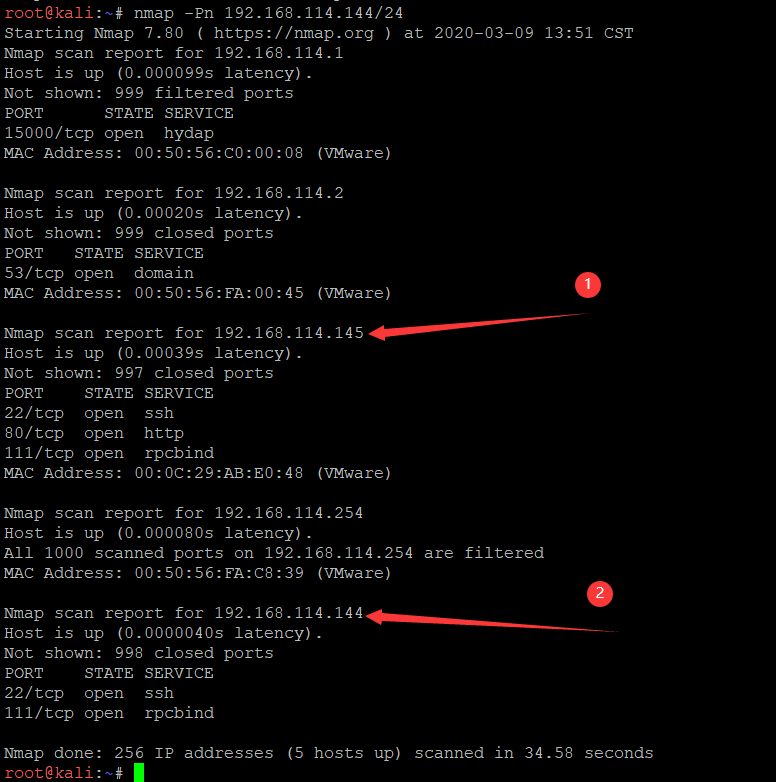 root@kali:~# nmap -Pn 192.168.114.144/24
Starting Nmap 7.80 ( https://nmap.org ) at 2020-03-09 13:51 CST
Nmap scan report for 192.168.114.1
Host is up (0.000099s latency).
Not shown: 999 filtered ports
PORT      STATE SERVICE
15000/tcp open  hydap
MAC Address: 00:50:56:C0:00:08 (VMware)
Nmap scan report for 192.168.114.2
Host is up (0.00020s latency).
Not shown: 999 closed ports
PORT   STATE SERVICE
53/tcp open  domain
MAC Address: 00:50:56:FA:00:45 (VMware)
1
Nmap scan report for 192.168.114.145
Host is up (0.00039s latency).
Not shown: 997 closed ports
PORT    STATE SERVICE
22/tcp  open  ssh
80/tcp  open  http
111/tcp open  rpcbind
MAC Address: 00:0C:29:AB:E0:48 (VMware)
Nmap scan report for 192.168.114.254
Host is up (0.000080s latency).
All 1000 scanned ports on 192.168.114.254 are filtered
MAC Address: 00:50:56:FA:C8:39 (VMware)
2
Nmap scan report for 192.168.114.144
Host is up (0.0000040s latency).
Not shown: 998 closed ports
PORT    STATE SERVICE
22/tcp  open  ssh
111/tcp open  rpcbind
Nmap done: 256 IP addresses (5 hosts up) scanned in 34.58 seconds
root@kali:~#